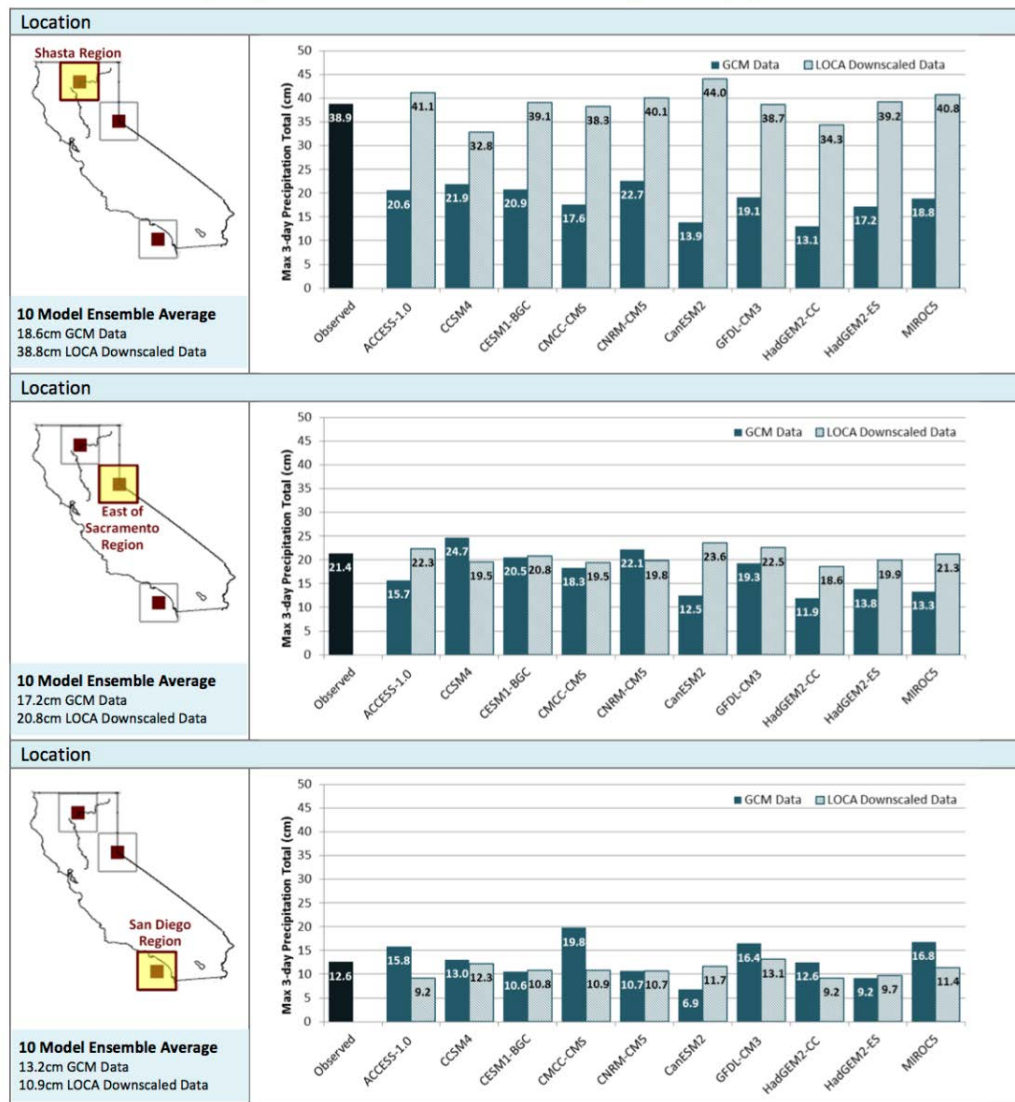 Location
Shasta Region
10 Model Ensemble Average
18.6cm GCM Data
38.8cm LOCA Downscaled Data
Max 3-day Precipitation Total (cm)
50
45
40
35
30
25
20
15
10
5
0
GCM Data LOCA Downscaled Data
38.9
20.6 41.1
21.9 32.8
20.9 39.1
17.6 38.3
22.7 40.1
13.9 44.0
19.1 38.7
13.1 34.3
17.2 39.2
18.8 40.8
Observed
ACCESS-1.0
CCSM4
CESM1-BGC
CMCC-CMS
CNRM-CM5
CanESM2
GFDL-CM3
HadGEM2-CC
HadGEM2-ES
MIROC5
Location
East of
Sacramento
Region
10 Model Ensemble Average
17.2cm GCM Data
20.8cm LOCA Downscaled Data
Max 3-day Precipitation Total (cm)
50
45
40
35
30
25
20
15
10
5
0
GCM Data LOCA Downscaled Data
21.4
15.7 22.3
24.7 19.5
20.5 20.8
18.3 19.5
22.1 19.8
12.5 23.6
19.3 22.5
11.9 18.6
13.8 19.9
13.3 21.3
Observed
ACCESS-1.0
CCSM4
CESM1-BGC
CMCC-CMS
CNRM-CM5
CanESM2
GFDL-CM3
HadGEM2-CC
HadGEM2-ES
MIROC5
Location
San Diego
Region
10 Model Ensemble Average
13.2cm GCM Data
10.9cm LOCA Downscaled Data
Max 3-day Precipitation Total (cm)
50
45
40
35
30
25
20
15
10
5
0
GCM Data LOCA Downscaled Data
12.6
15.8 9.2
13.0 12.3
10.6 10.8
19.8 10.9
10.7 10.7
6.9 11.7
16.4 13.1
12.6 9.2
9.2 9.7
16.8 11.4
Observed
ACCESS-1.0
CCSM4
CESM1-BGC
CMCC-CMS
CNRM-CM5
CanESM2
GFDL-CM3
HadGEM2-CC
HadGEM2-ES
MIROC5